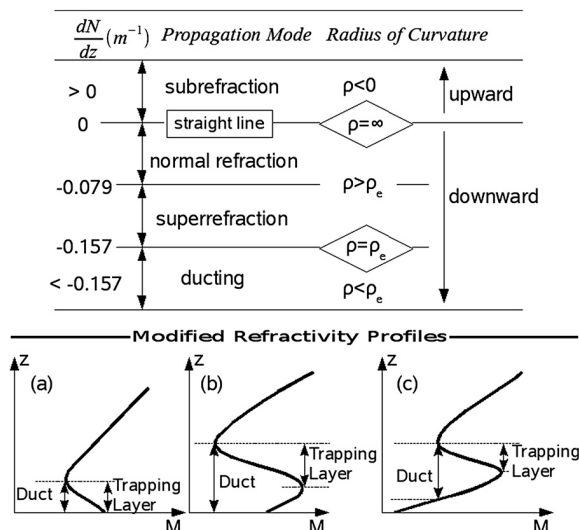 dN/dz (m⁻¹) Propagation Mode Radius of Curvature
> 0 subrefraction ρ<0 upward
0 straight line ρ=∞
normal refraction
-0.079 ρ>ρₑ downward
superrefraction
-0.157 ρ=ρₑ
< -0.157 ducting ρ<ρₑ
Modified Refractivity Profiles
z (a) z (b) z (c)
Duct Trapping Layer M
Duct Trapping Layer M
Duct Trapping Layer M